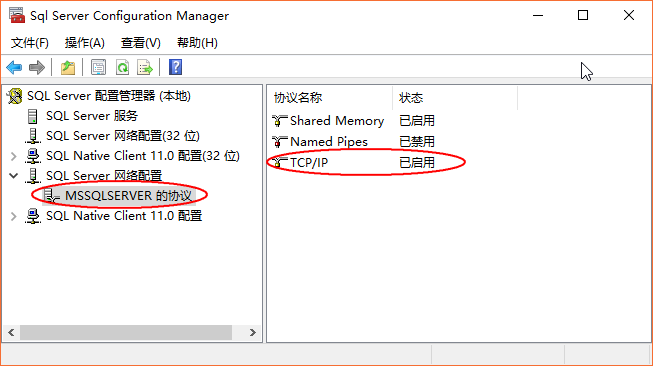 Sql Server Configuration Manager
文件(F) 操作(A) 查看(V) 帮助(H)
SQL Server 配置管理器 (本地)
SQL Server 服务
SQL Server 网络配置(32 位)
SQL Native Client 11.0 配置(32 位)
SQL Server 网络配置
MSSQLSERVER 的协议
SQL Native Client 11.0 配置
协议名称 状态
Shared Memory 已启用
Named Pipes 已禁用
TCP/IP 已启用